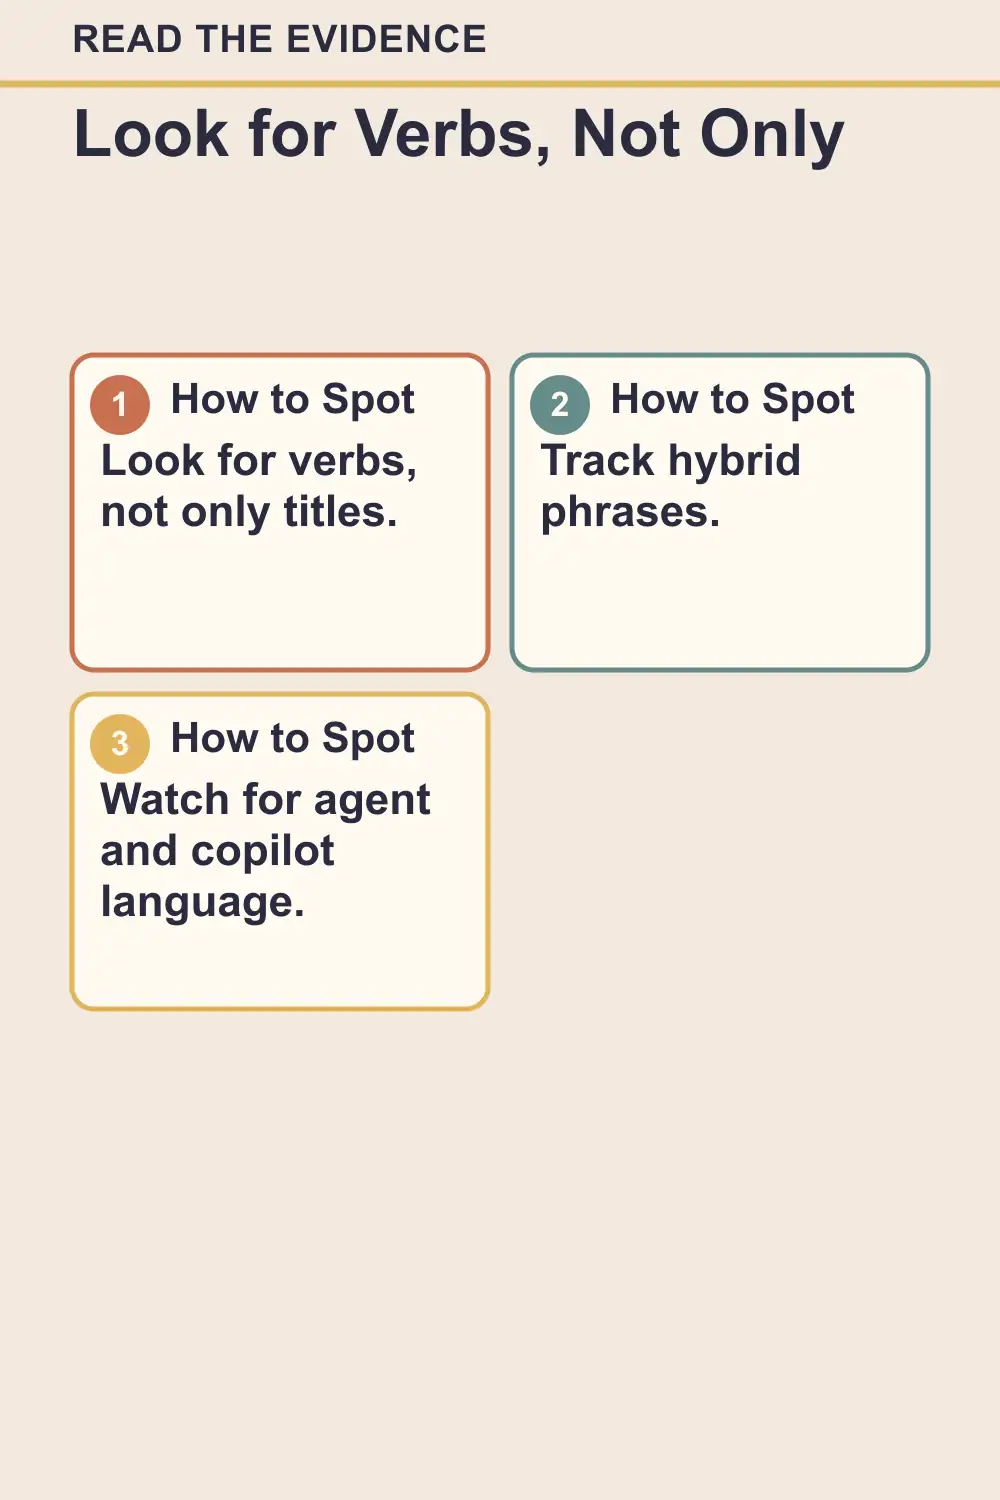 READ THE EVIDENCE
Look for Verbs, Not Only
1 How to Spot
Look for verbs,
not only titles.
2 How to Spot
Track hybrid
phrases.
3 How to Spot
Watch for agent
and copilot
language.